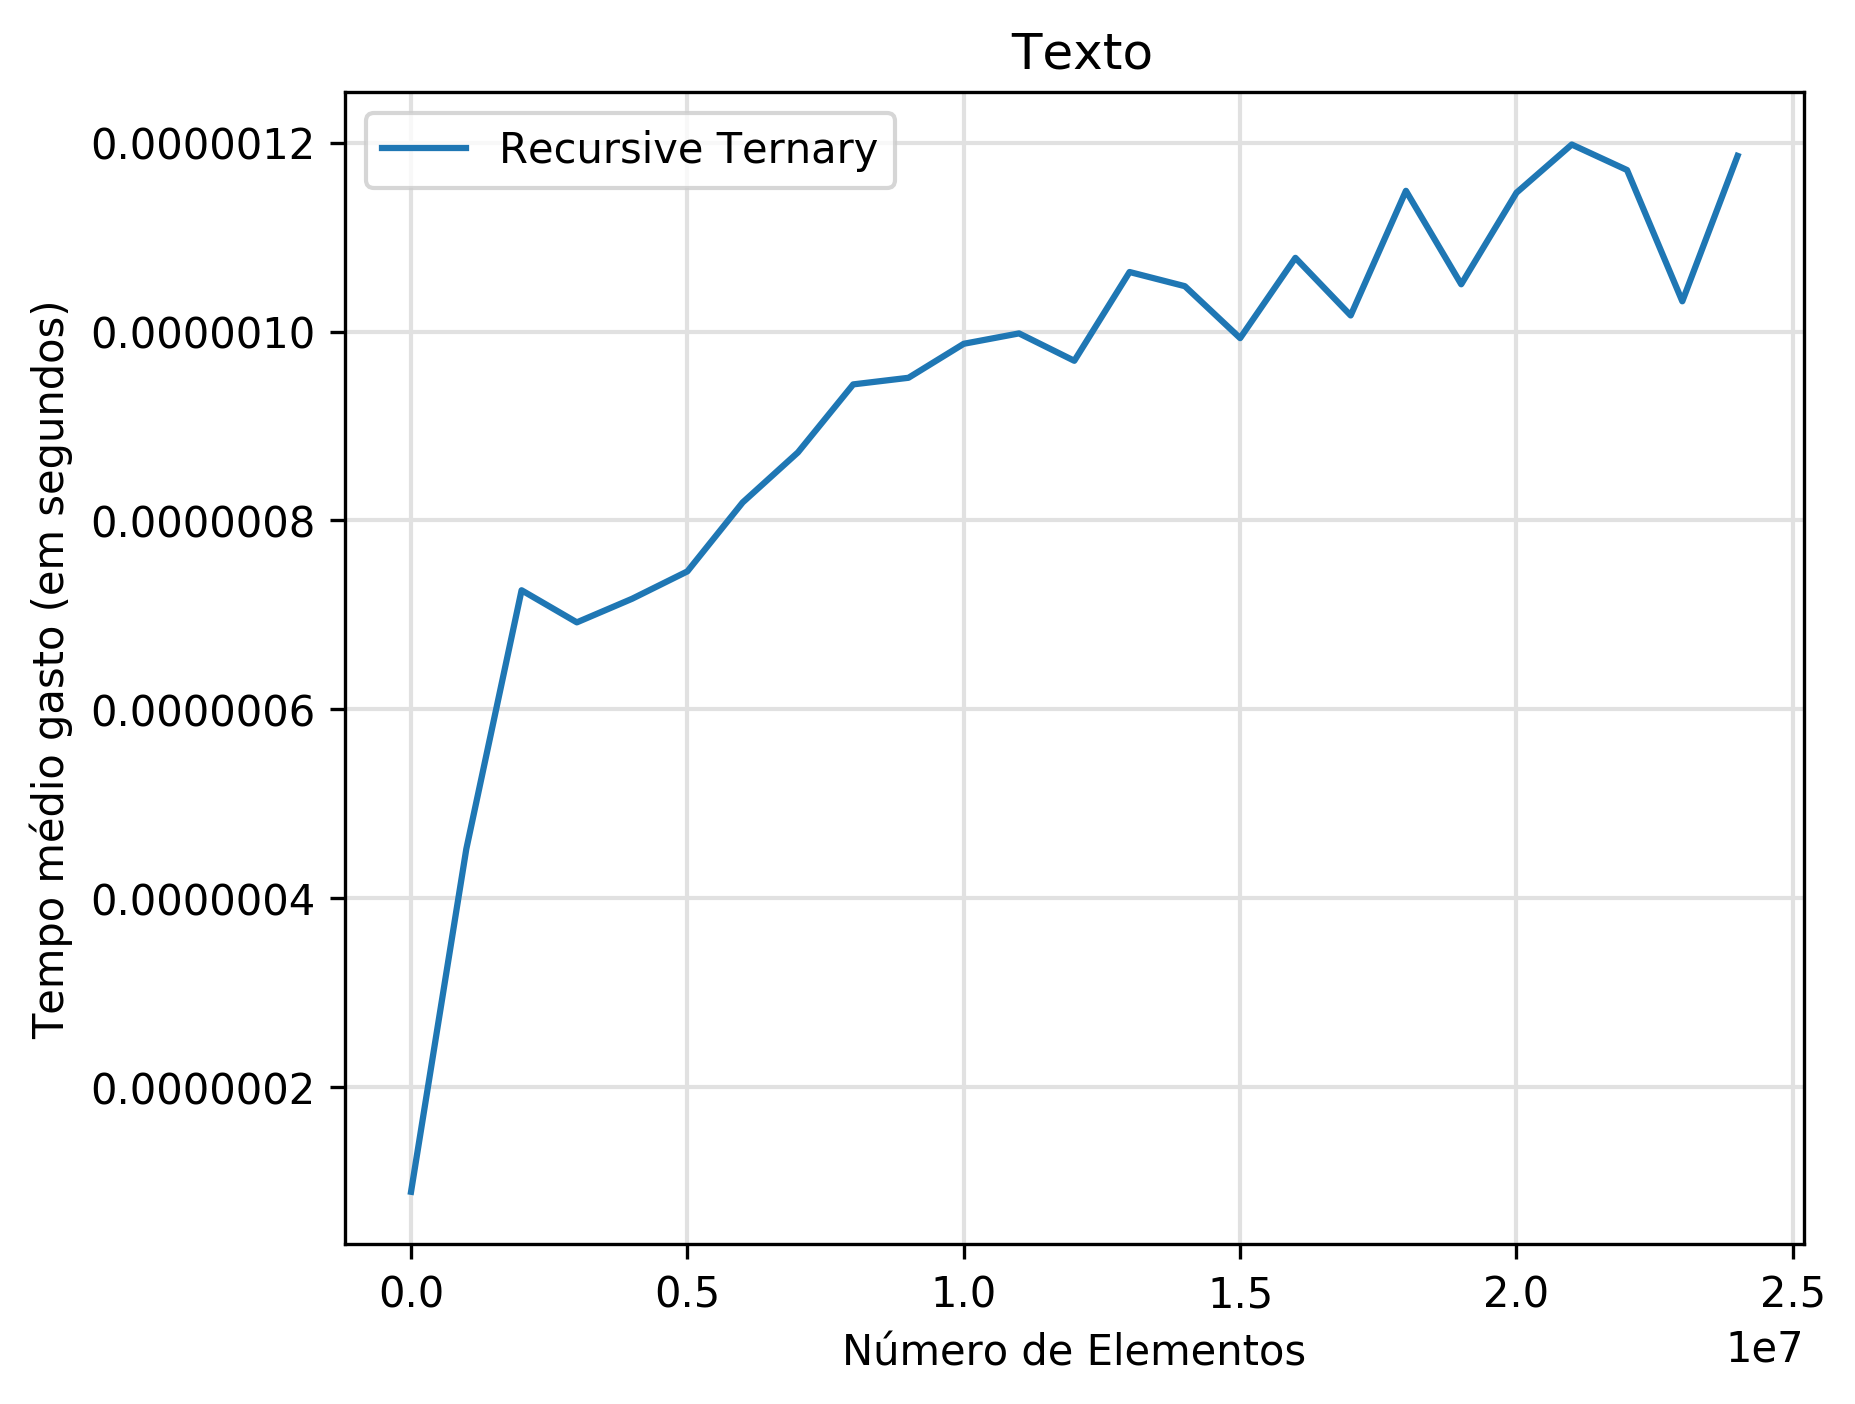 Texto
Recursive Ternary
0.0000012
0.0000010
0.0000008
0.0000006
0.0000004
0.0000002
Tempo médio gasto (em segundos)
0.0 0.5 1.0 1.5 2.0 2.5
1e7
Número de Elementos